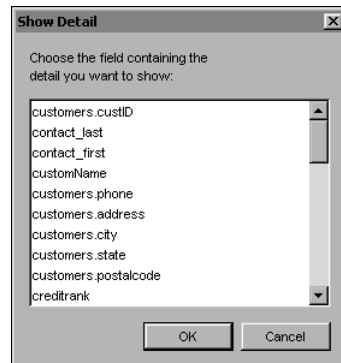 Show Detail
Choose the field containing the
detail you want to show:
customers.custID
contact_last
contact_first
customName
customers.phone
customers.address
customers.city
customers.state
customers.postalcode
creditrank
OK Cancel